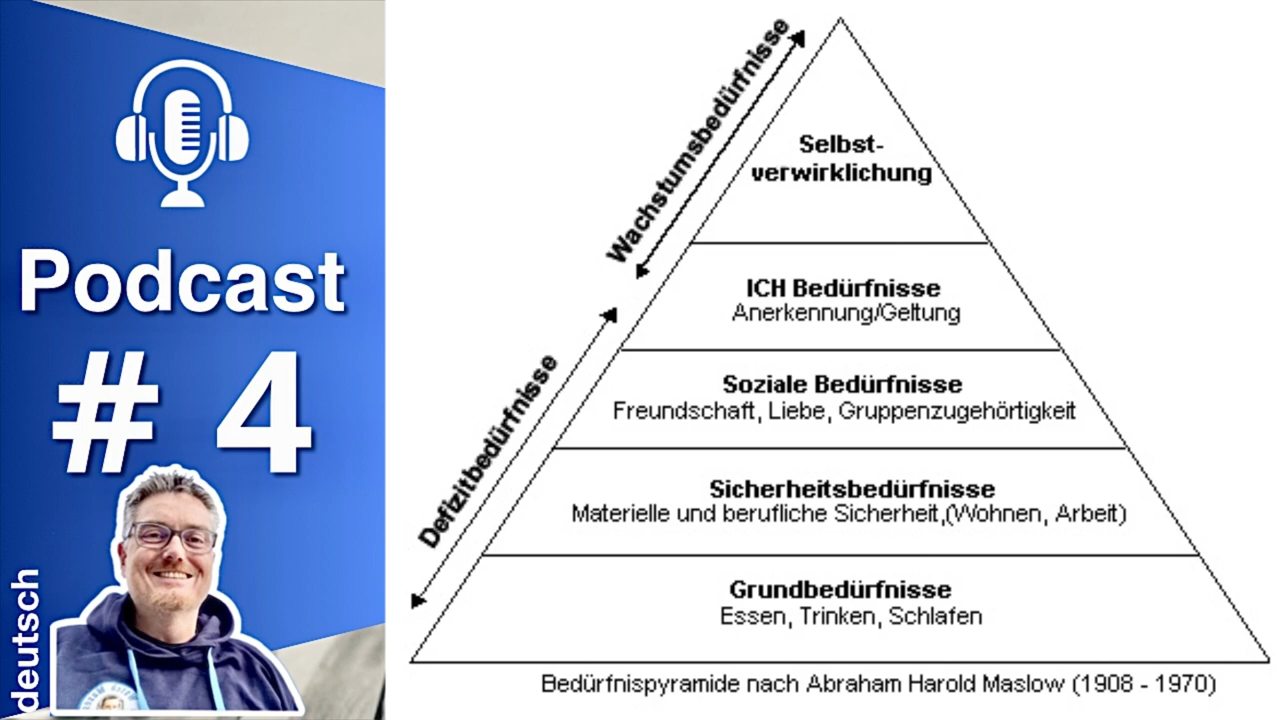 Podcast
# 4
deutsch
Wachstumsbedürfnisse
Defizitbedürfnisse
Selbst-
verwirklichung
ICH Bedürfnisse
Anerkennung/Geltung
Soziale Bedürfnisse
Freundschaft, Liebe, Gruppenzugehörtigkeit
Sicherheitsbedürfnisse
Materielle und berufliche Sicherheit,(Wohnen, Arbeit)
Grundbedürfnisse
Essen, Trinken, Schlafen
Bedürfnispyramide nach Abraham Harold Maslow (1908 - 1970)